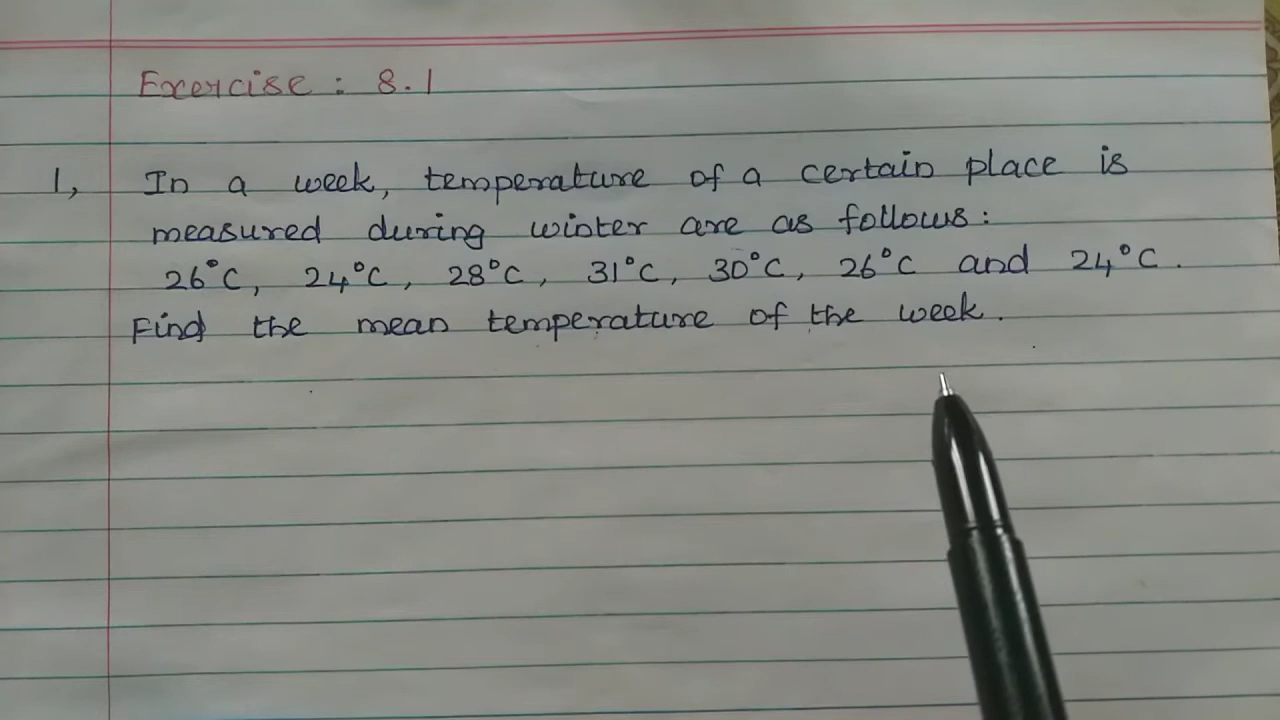 Exercise : 8.1
1, In a week, temperature of a certain place is
measured during winter are as follows:
26°C, 24°C, 28°C, 31°C, 30°C, 26°C and 24°C.
Find the mean temperature of the week.